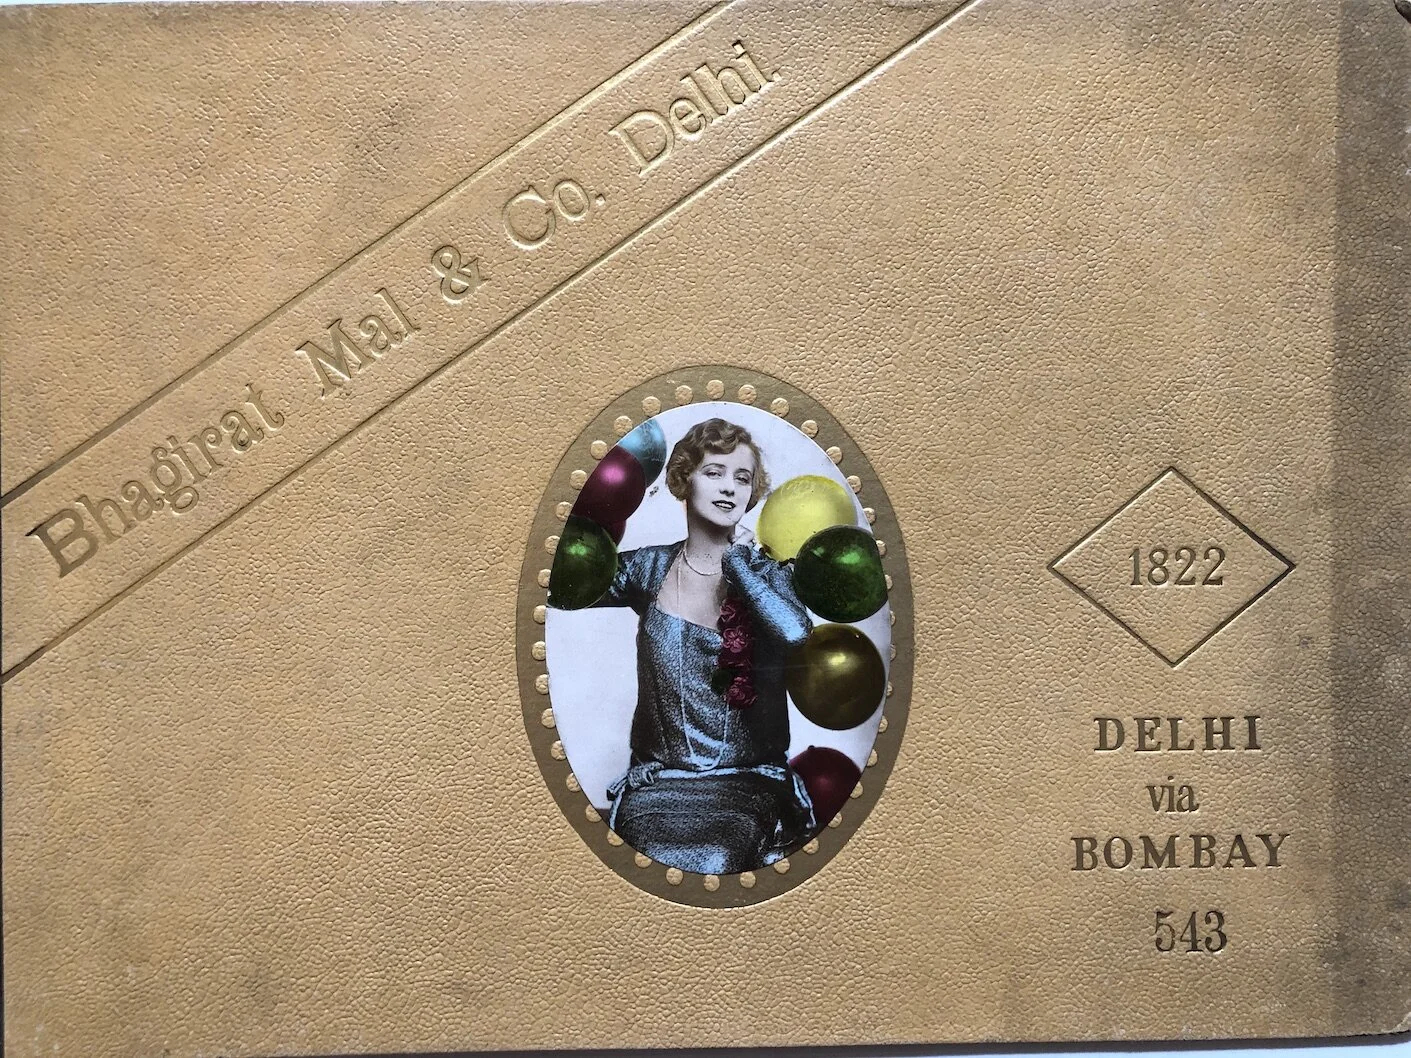 Bhagirat Mal & Co. Delhi.
1822
DELHI
via
BOMBAY
543